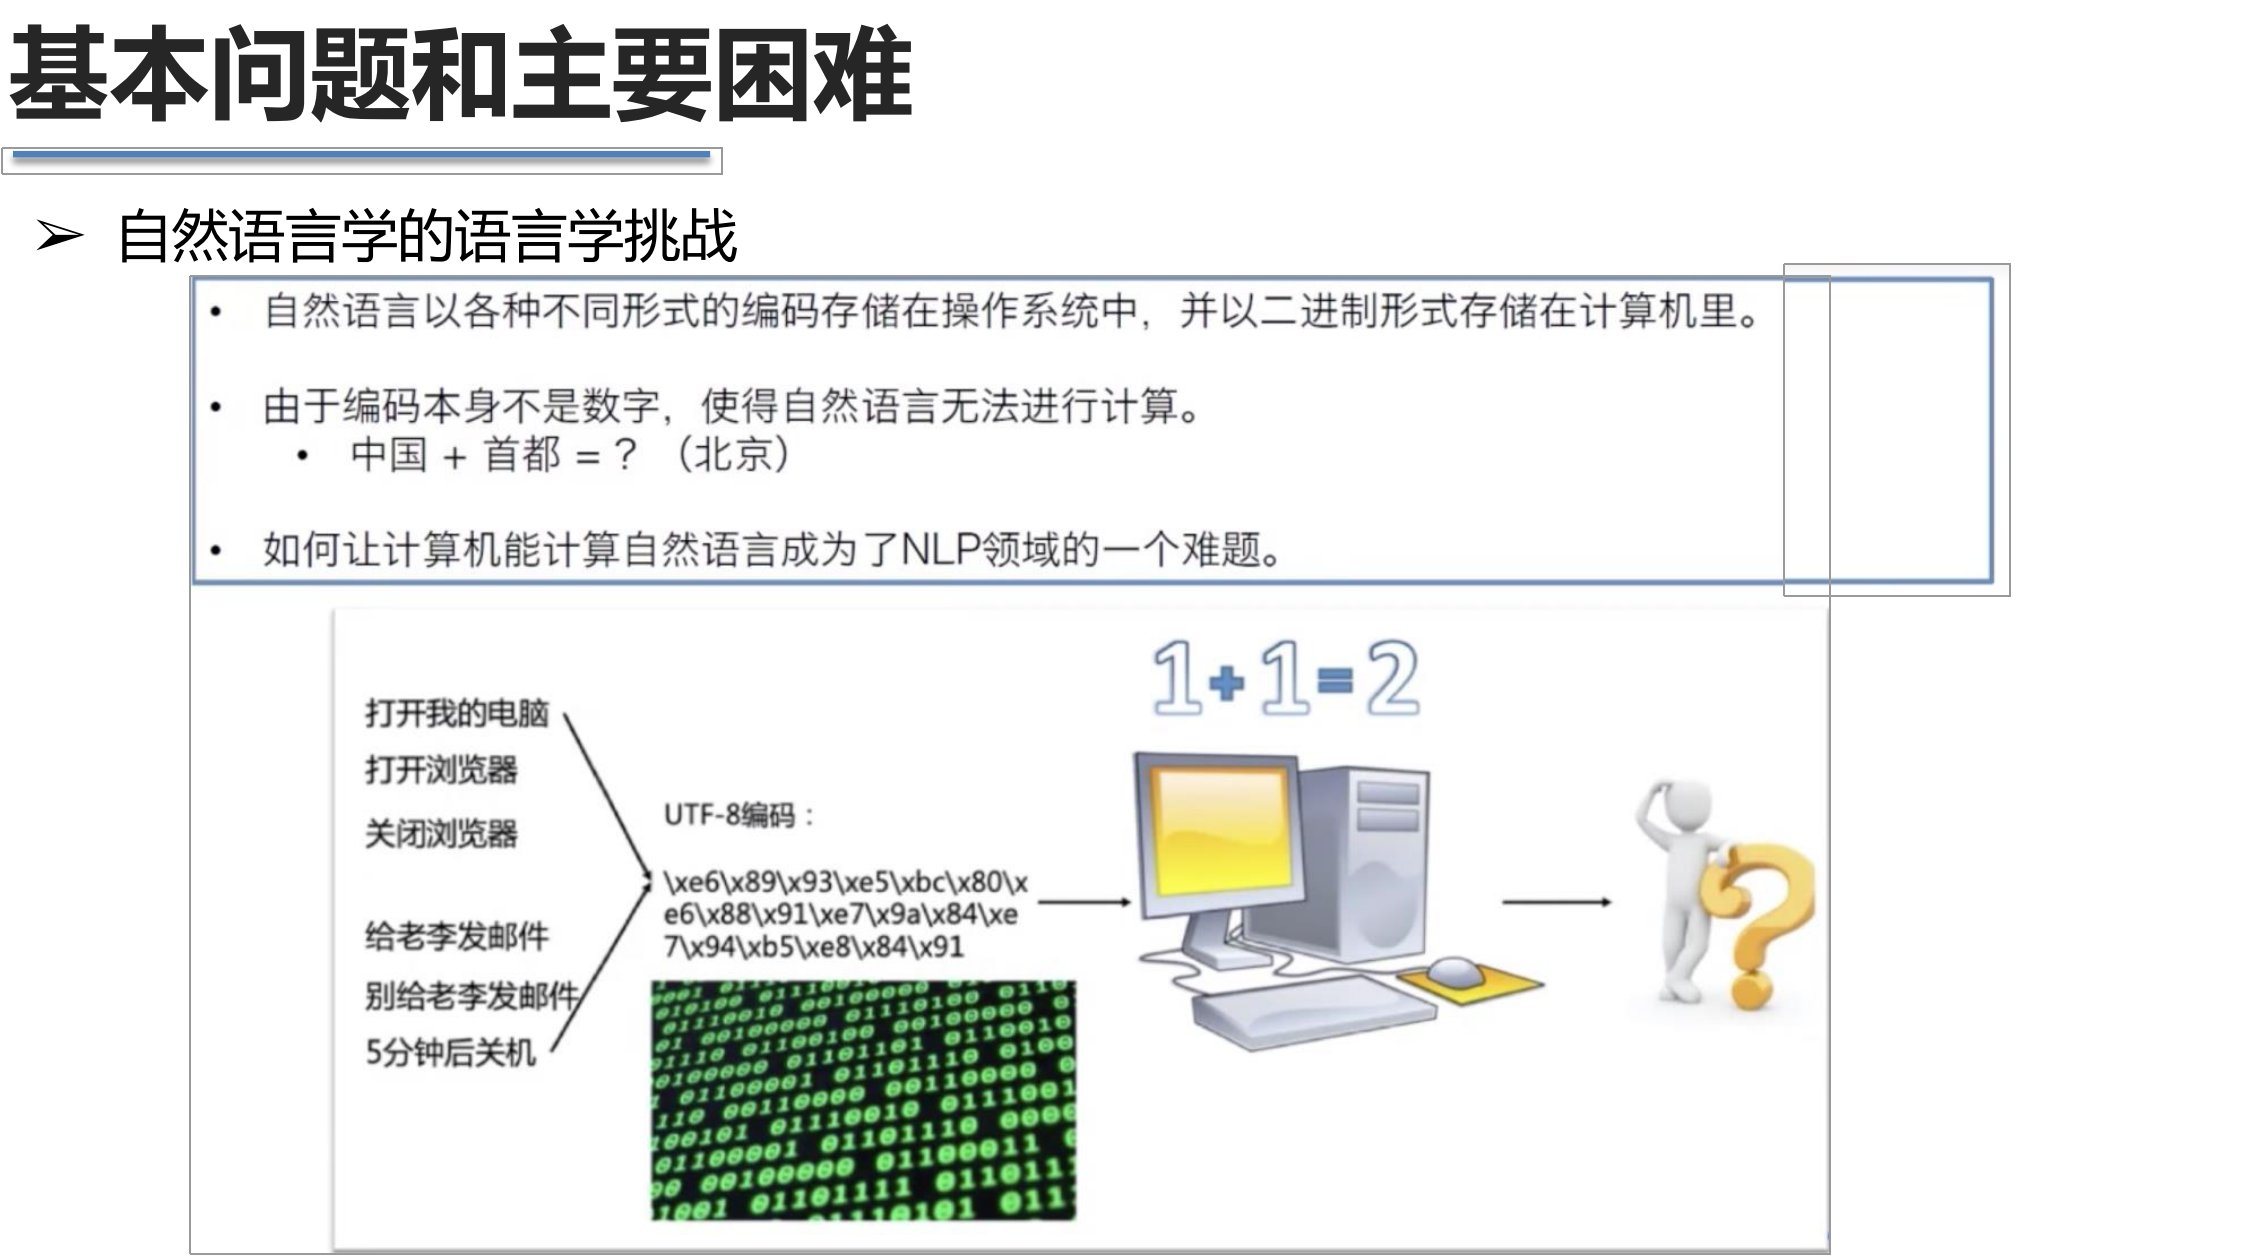 基本问题和主要困难
➢ 自然语言学的语言学挑战
• 自然语言以各种不同形式的编码存储在操作系统中，并以二进制形式存储在计算机里。
• 由于编码本身不是数字，使得自然语言无法进行计算。
• 中国 + 首都 = ? （北京）
• 如何让计算机能计算自然语言成为了NLP领域的一个难题。
1+1=2
打开我的电脑
打开浏览器
关闭浏览器
给老李发邮件
别给老李发邮件
5分钟后关机
UTF-8编码：
\xe6\x89\x93\xe5\xbc\x80\x
e6\x88\x91\xe7\x9a\x84\xe
7\x94\xb5\xe8\x84\x91